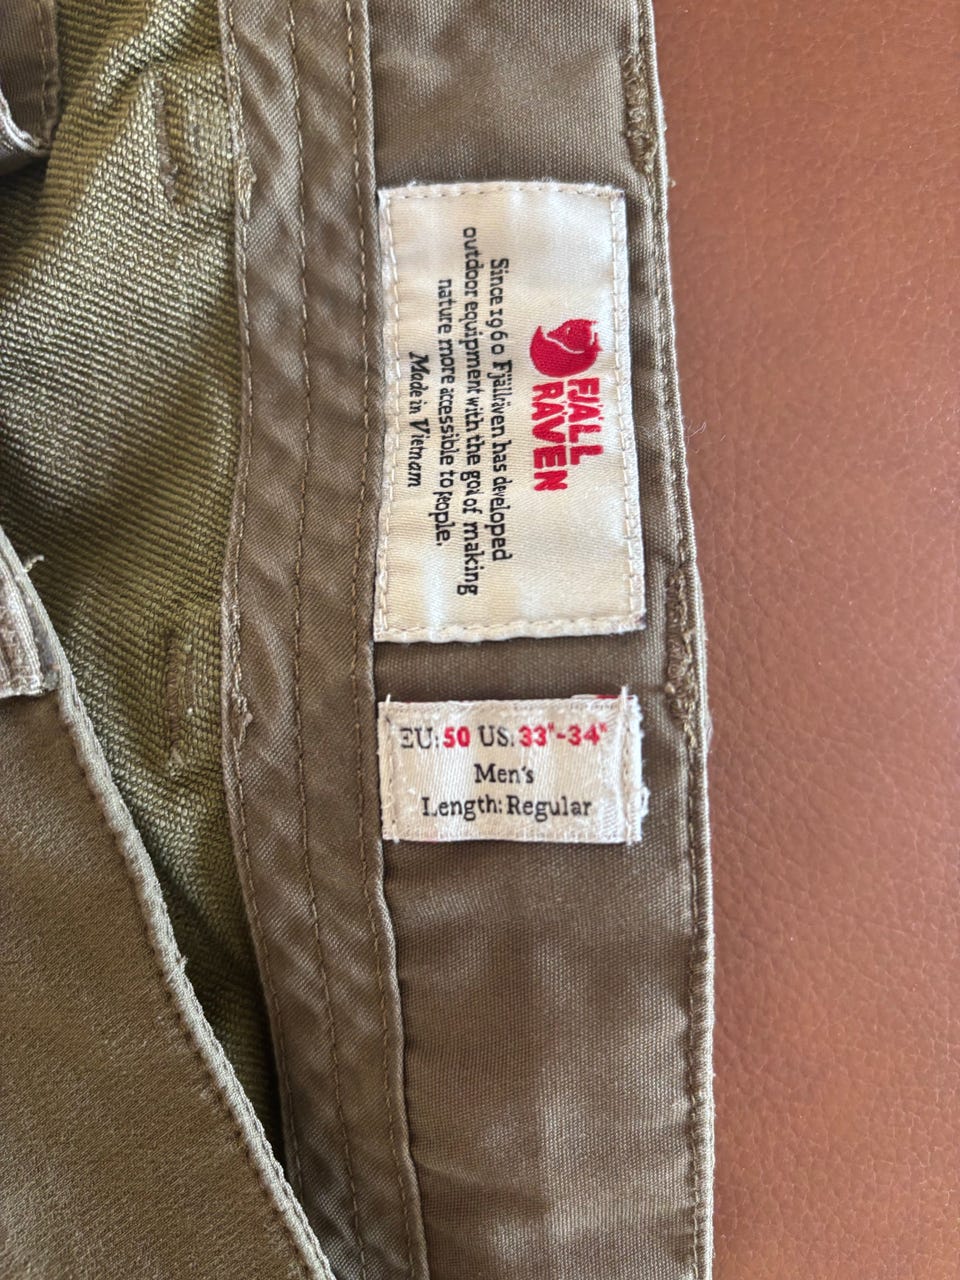 FJÄLL
RÄVEN
Since 1960 Fjällräven has developed
outdoor equipment with the goal of making
nature more accessible to people.
Made in Vietnam
EU:50 US:33"-34"
Men's
Length:Regular